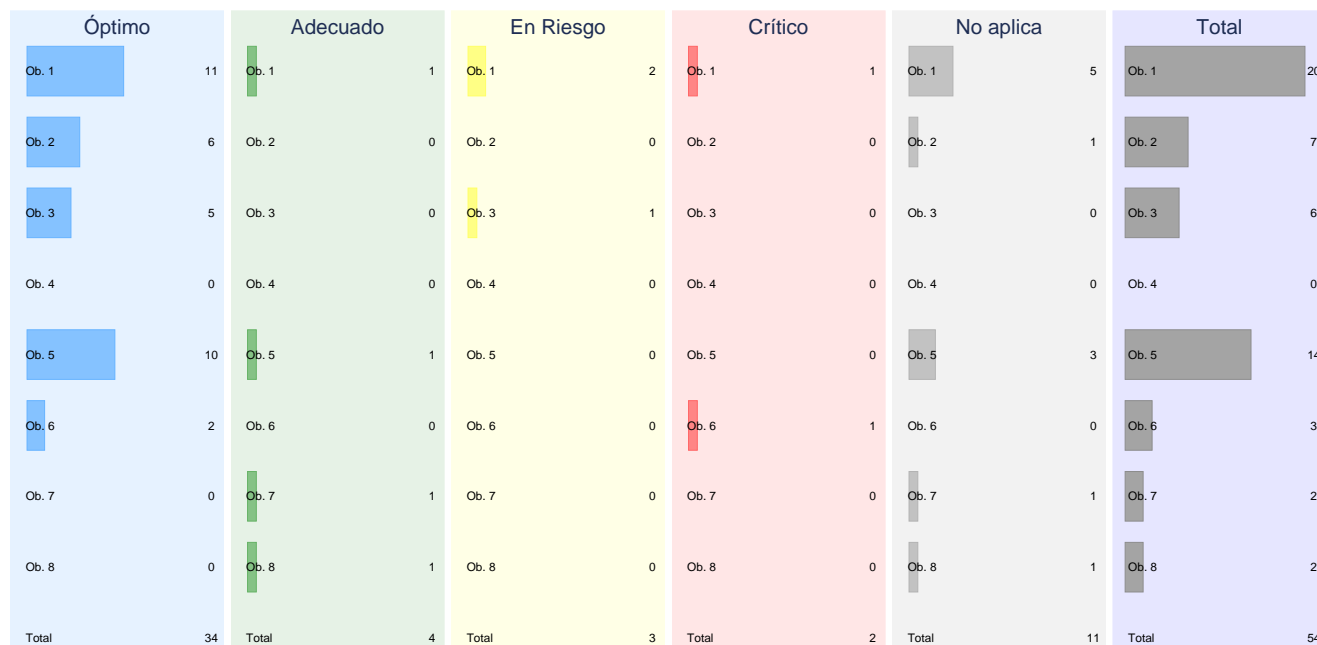 Óptimo Adecuado En Riesgo Crítico No aplica Total
Ob. 1 11 Ob. 1 1 Ob. 1 2 Ob. 1 1 Ob. 1 5 Ob. 1 20
Ob. 2 6 Ob. 2 0 Ob. 2 0 Ob. 2 0 Ob. 2 1 Ob. 2 7
Ob. 3 5 Ob. 3 0 Ob. 3 1 Ob. 3 0 Ob. 3 0 Ob. 3 6
Ob. 4 0 Ob. 4 0 Ob. 4 0 Ob. 4 0 Ob. 4 0 Ob. 4 0
Ob. 5 10 Ob. 5 1 Ob. 5 0 Ob. 5 0 Ob. 5 3 Ob. 5 14
Ob. 6 2 Ob. 6 0 Ob. 6 0 Ob. 6 1 Ob. 6 0 Ob. 6 3
Ob. 7 0 Ob. 7 1 Ob. 7 0 Ob. 7 0 Ob. 7 1 Ob. 7 2
Ob. 8 0 Ob. 8 1 Ob. 8 0 Ob. 8 0 Ob. 8 1 Ob. 8 2
Total 34 Total 4 Total 3 Total 2 Total 11 Total 54